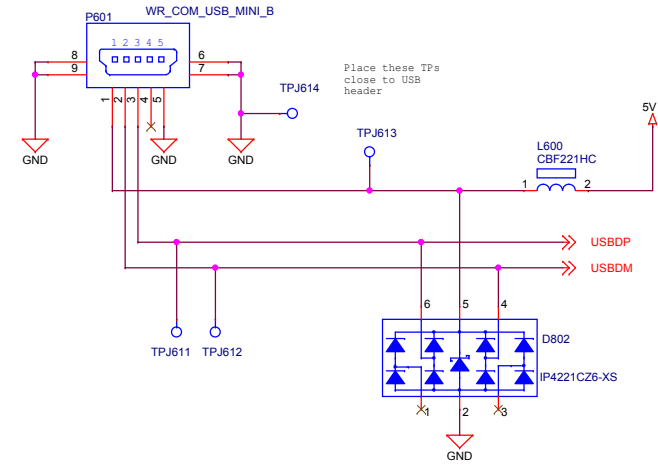 WR_COM_USB_MINI_B
P601
1 2 3 4 5
8
9
6
7
1
2
3
4
5
TPJ614
Place these TPs
close to USB
header
GND
GND
GND
TPJ613
5V
L600
CBF221HC
1
2
USBDP
USBDM
TPJ611
TPJ612
6
5
4
D802
IP4221CZ6-XS
1
2
3
GND